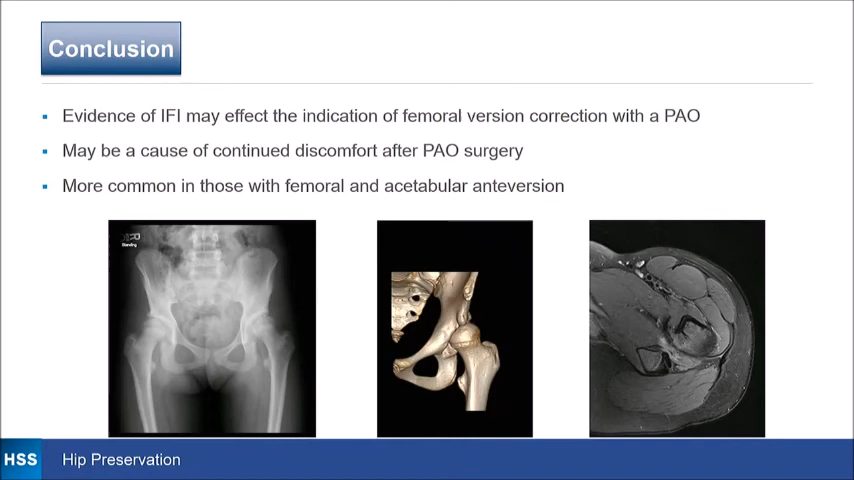 Conclusion
Evidence of IFI may effect the indication of femoral version correction with a PAO
May be a cause of continued discomfort after PAO surgery
More common in those with femoral and acetabular anteversion
Standing
HSS
Hip Preservation